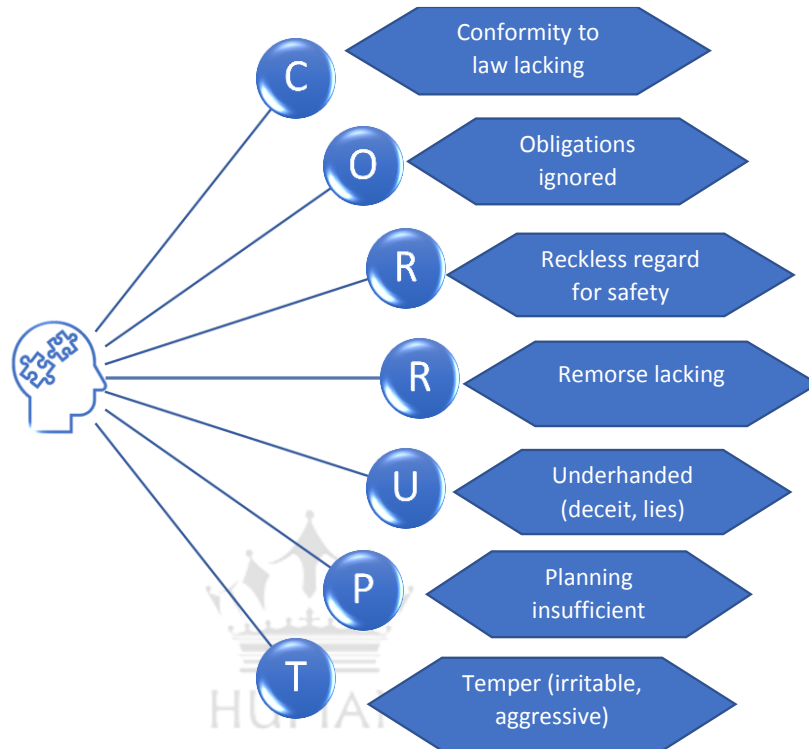 C
Conformity to
law lacking
O
Obligations
ignored
R
Reckless regard
for safety
R
Remorse lacking
U
Underhanded
(deceit, lies)
P
Planning
insufficient
T
Temper (irritable,
aggressive)